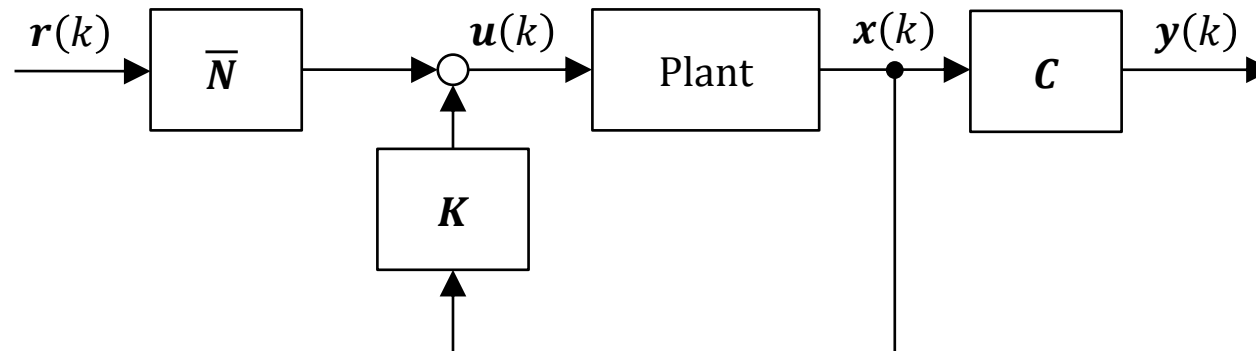 r(k)
N̅
u(k)
Plant
x(k)
C
y(k)
K